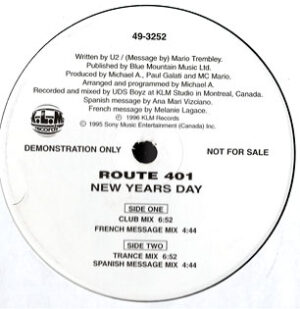 49-3252
Written by U2 / (Message by) Mario Trembley.
Published by Blue Mountain Music Ltd.
Produced by Michael A., Paul Galati and MC Mario.
Arranged and programmed by Michael A.
Recorded and mixed by UDS Boyz at KLM Studio in Montreal, Canada.
Spanish message by Ana Mari Vizciano.
French message by Melanie Lagace.
℗ 1996 KLM Records
© 1995 Sony Music Entertainment (Canada) Inc.
records
DEMONSTRATION ONLY
NOT FOR SALE
ROUTE 401
NEW YEARS DAY
SIDE ONE
CLUB MIX 6:52
FRENCH MESSAGE MIX 4:44
SIDE TWO
TRANCE MIX 6:52
SPANISH MESSAGE MIX 4:44